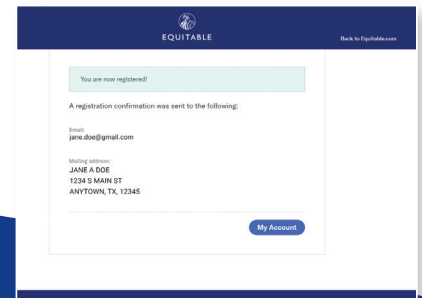 EQUITABLE
Back to Equitable.com
You are now registered!
A registration confirmation was sent to the following:
Email:
jane.doe@gmail.com
Mailing address:
JANE A DOE
1234 S MAIN ST
ANYTOWN, TX, 12345
My Account